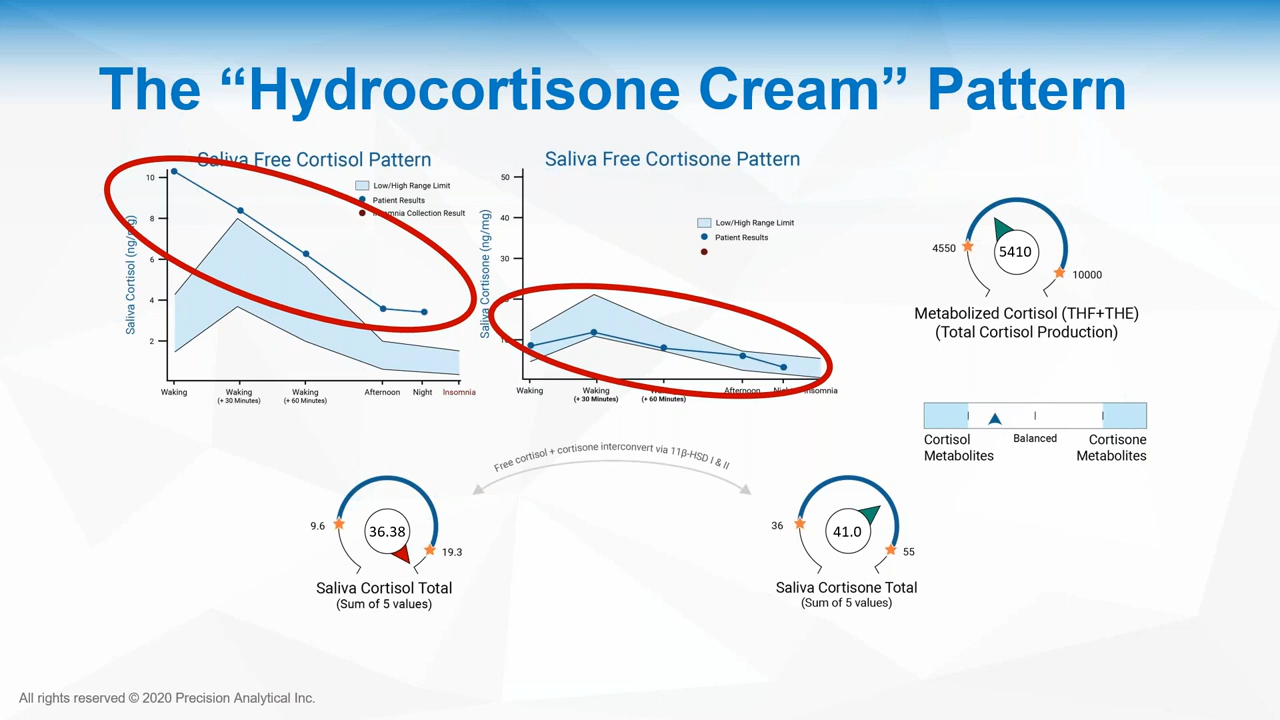 The “Hydrocortisone Cream” Pattern
Saliva Free Cortisol Pattern
Low/High Range Limit
Patient Results
Insomnia Collection Result
Saliva Cortisol (ng/mg)
10
8
6
4
2
Waking
Waking
(+ 30 Minutes)
Waking
(+ 60 Minutes)
Afternoon
Night
Insomnia
Saliva Free Cortisone Pattern
Low/High Range Limit
Patient Results
Saliva Cortisone (ng/mg)
50
40
30
Waking
Waking
(+ 30 Minutes)
Waking
(+ 60 Minutes)
Afternoon
Night
Insomnia
4550
5410
10000
Metabolized Cortisol (THF+THE)
(Total Cortisol Production)
Cortisol
Metabolites
Balanced
Cortisone
Metabolites
Free cortisol + cortisone interconvert via 11β-HSD I & II
9.6
36.38
19.3
Saliva Cortisol Total
(Sum of 5 values)
36
41.0
55
Saliva Cortisone Total
(Sum of 5 values)
All rights reserved © 2020 Precision Analytical Inc.